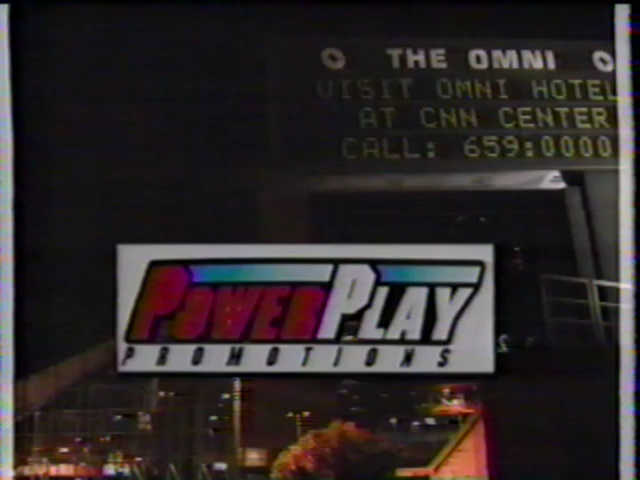 THE OMNI
VISIT OMNI HOTEL
AT CNN CENTER
CALL: 659:0000
POWERPLAY
PROMOTIONS